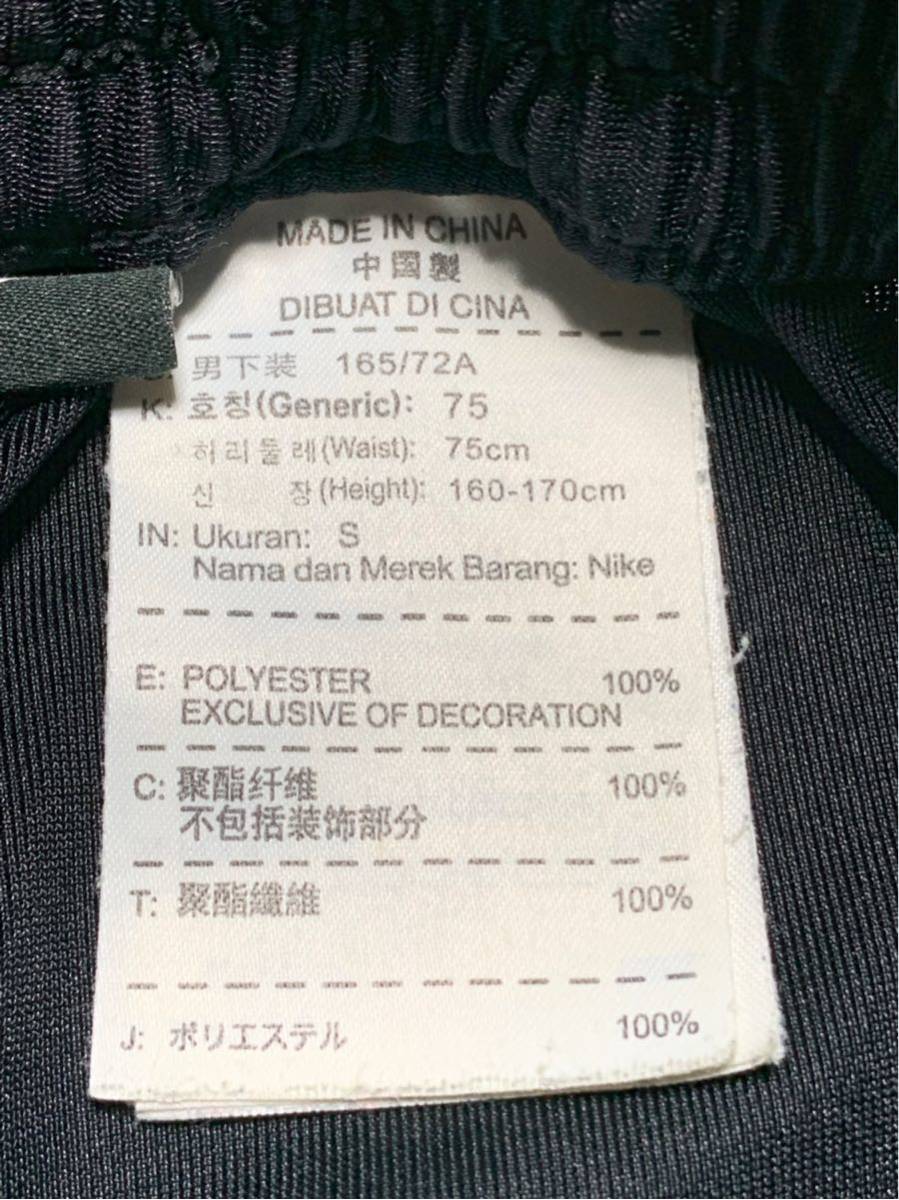 MADE IN CHINA
中國製
DIBUAT DI CINA
男下装 165/72A
K: 호칭(Generic): 75
허리둘레(Waist): 75cm
신 장(Height): 160-170cm
IN: Ukuran: S
Nama dan Merek Barang: Nike
E: POLYESTER 100%
EXCLUSIVE OF DECORATION
C: 聚酯纤维 100%
不包括装饰部分
T: 聚酯纖維 100%
J: ポリエステル 100%